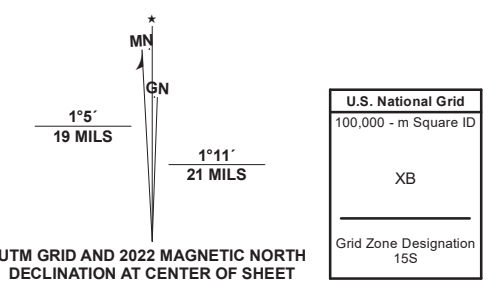 ★
MN
GN
1°5´
19 MILS
1°11´
21 MILS
UTM GRID AND 2022 MAGNETIC NORTH
DECLINATION AT CENTER OF SHEET
U.S. National Grid
100,000 - m Square ID
XB
Grid Zone Designation
15S